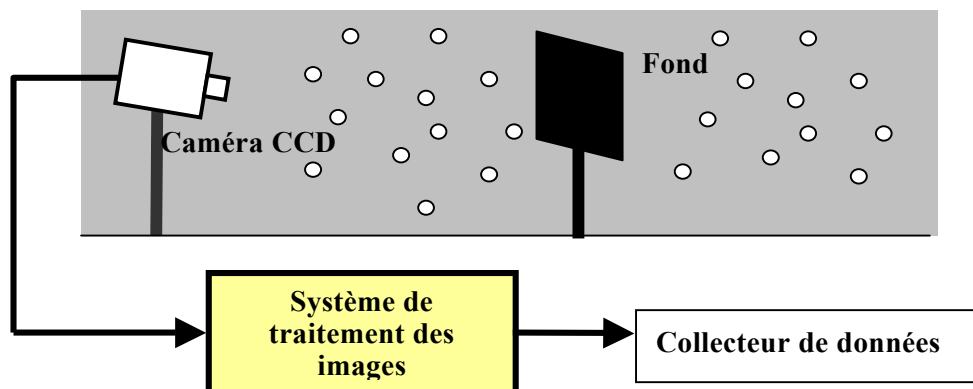 Fond
Caméra CCD
Système de
traitement des
images
Collecteur de données